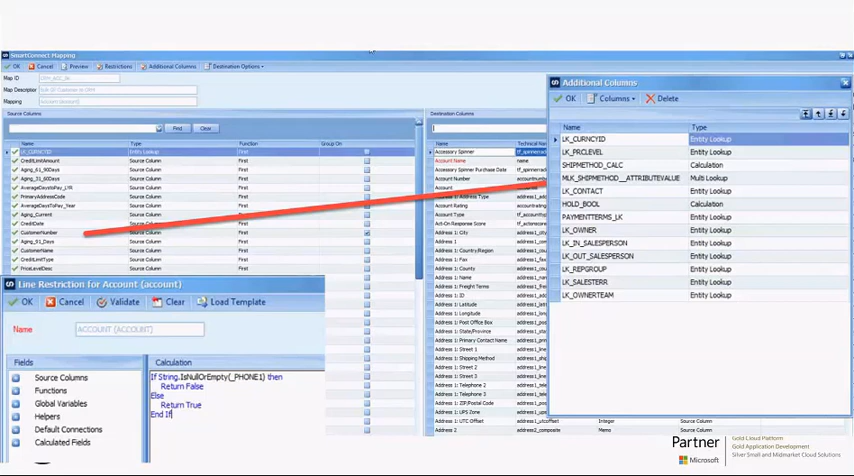 SmartConnect Mapping
OK Cancel Preview Restrictions Additional Columns Destination Options
Map ID
Map Description
Mapping
Source Columns
Find Clear
Name Type Function Group On
LK_CURNCYID Entity Lookup First
CreditLimitAmount Source Column First
Aging_61_90Days Source Column First
Aging_31_60Days Source Column First
AverageDaysToPay_LYR Source Column First
PrimaryAddressCode Source Column First
AverageDaysToPay_Year Source Column First
Aging_Current Source Column First
CreditDate Source Column First
CustomerNumber Source Column First
Aging_91_Days Source Column First
CustomerName Source Column First
CreditLimitType Source Column First
PriceLevelDesc Source Column First
Destination Columns
Name
Accessory Spinner
Account Name name
Accessory Spinner Purchase Date
Account Number
Account
Account Rating
Account Type
Act-On Response Score
Address 1: City
Address 1
Address 1: Country/Region
Address 1: Fax
Address 1: Name
Address 1: Freight Terms
Address 1: ID
Address 1: Latitude
Address 1: Longitude
Address 1: Post Office Box
Address 1: State/Province
Address 1: Primary Contact Name
Address 1: Street 1
Address 1: Shipping Method
Address 1: Street 2
Address 1: Street 3
Address 1: Telephone 2
Address 1: Telephone 3
Address 1: ZIP/Postal Code
Address 1: UPS Zone
Address 1: UTC Offset
Address 2 address2_composite Memo Source Column First
Additional Columns
OK Columns Delete
Name Type
LK_CURNCYID Entity Lookup
LK_PRCLEVEL Entity Lookup
SHIPMETHOD_CALC Calculation
MLK_SHIPMETHOD__ATTRIBUTEVALUE Multi Lookup
LK_CONTACT Entity Lookup
HOLD_BOOL Calculation
PAYMENTTERMS_LK Entity Lookup
LK_OWNER Entity Lookup
LK_IN_SALESPERSON Entity Lookup
LK_OUT_SALESPERSON Entity Lookup
LK_REPGROUP Entity Lookup
LK_SALESTERR Entity Lookup
LK_OWNERTEAM Entity Lookup
Line Restriction for Account (account)
OK Cancel Validate Clear Load Template
Name ACCOUNT (ACCOUNT)
Fields
Source Columns
Functions
Global Variables
Helpers
Default Connections
Calculated Fields
Calculation
If String.IsNullOrEmpty(_PHONE1) then
Return False
Else
Return True
End If
Partner
Microsoft
Gold Cloud Platform
Gold Application Development
Silver Small and Midmarket Cloud Solutions